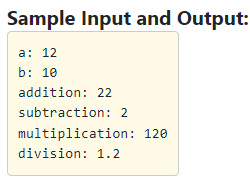 Sample Input and Output:
a: 12
b: 10
addition: 22
subtraction: 2
multiplication: 120
division: 1.2